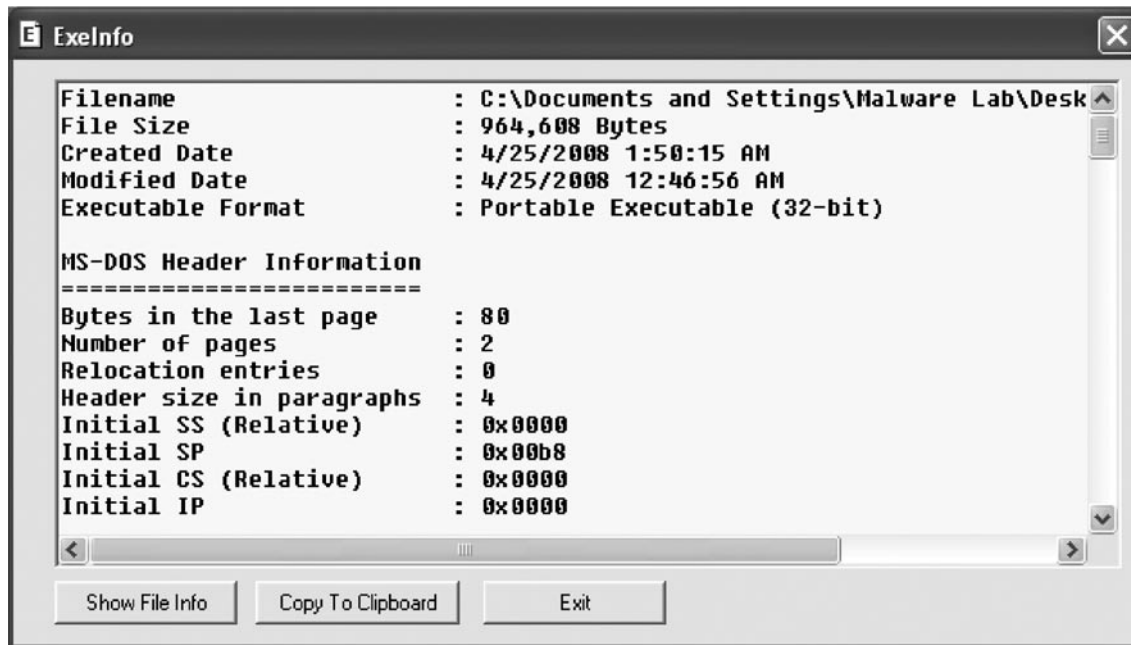 ExeInfo
Filename : C:\Documents and Settings\Malware Lab\Desk
File Size : 964,608 Bytes
Created Date : 4/25/2008 1:50:15 AM
Modified Date : 4/25/2008 12:46:56 AM
Executable Format : Portable Executable (32-bit)
MS-DOS Header Information
=========================
Bytes in the last page : 80
Number of pages : 2
Relocation entries : 0
Header size in paragraphs : 4
Initial SS (Relative) : 0x0000
Initial SP : 0x00b8
Initial CS (Relative) : 0x0000
Initial IP : 0x0000
Show File Info Copy To Clipboard Exit